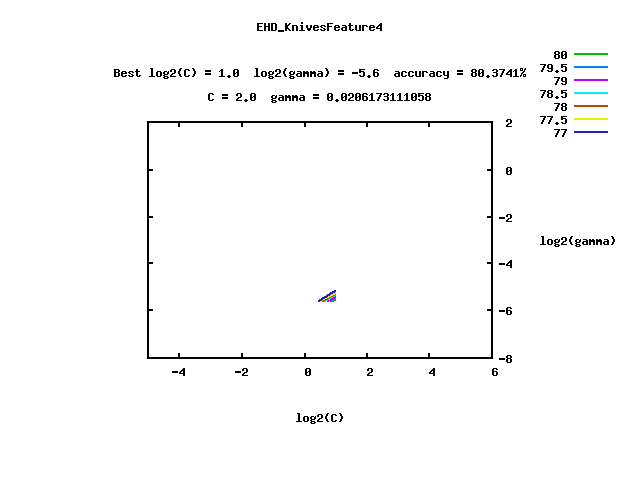 EHD_KnivesFeature4
Best log2(C) = 1.0  log2(gamma) = -5.6  accuracy = 80.3741%
C = 2.0  gamma = 0.0206173111058
80
79.5
79
78.5
78
77.5
77
2
0
-2
-4
-6
-8
log2(gamma)
-4 -2 0 2 4 6
log2(C)